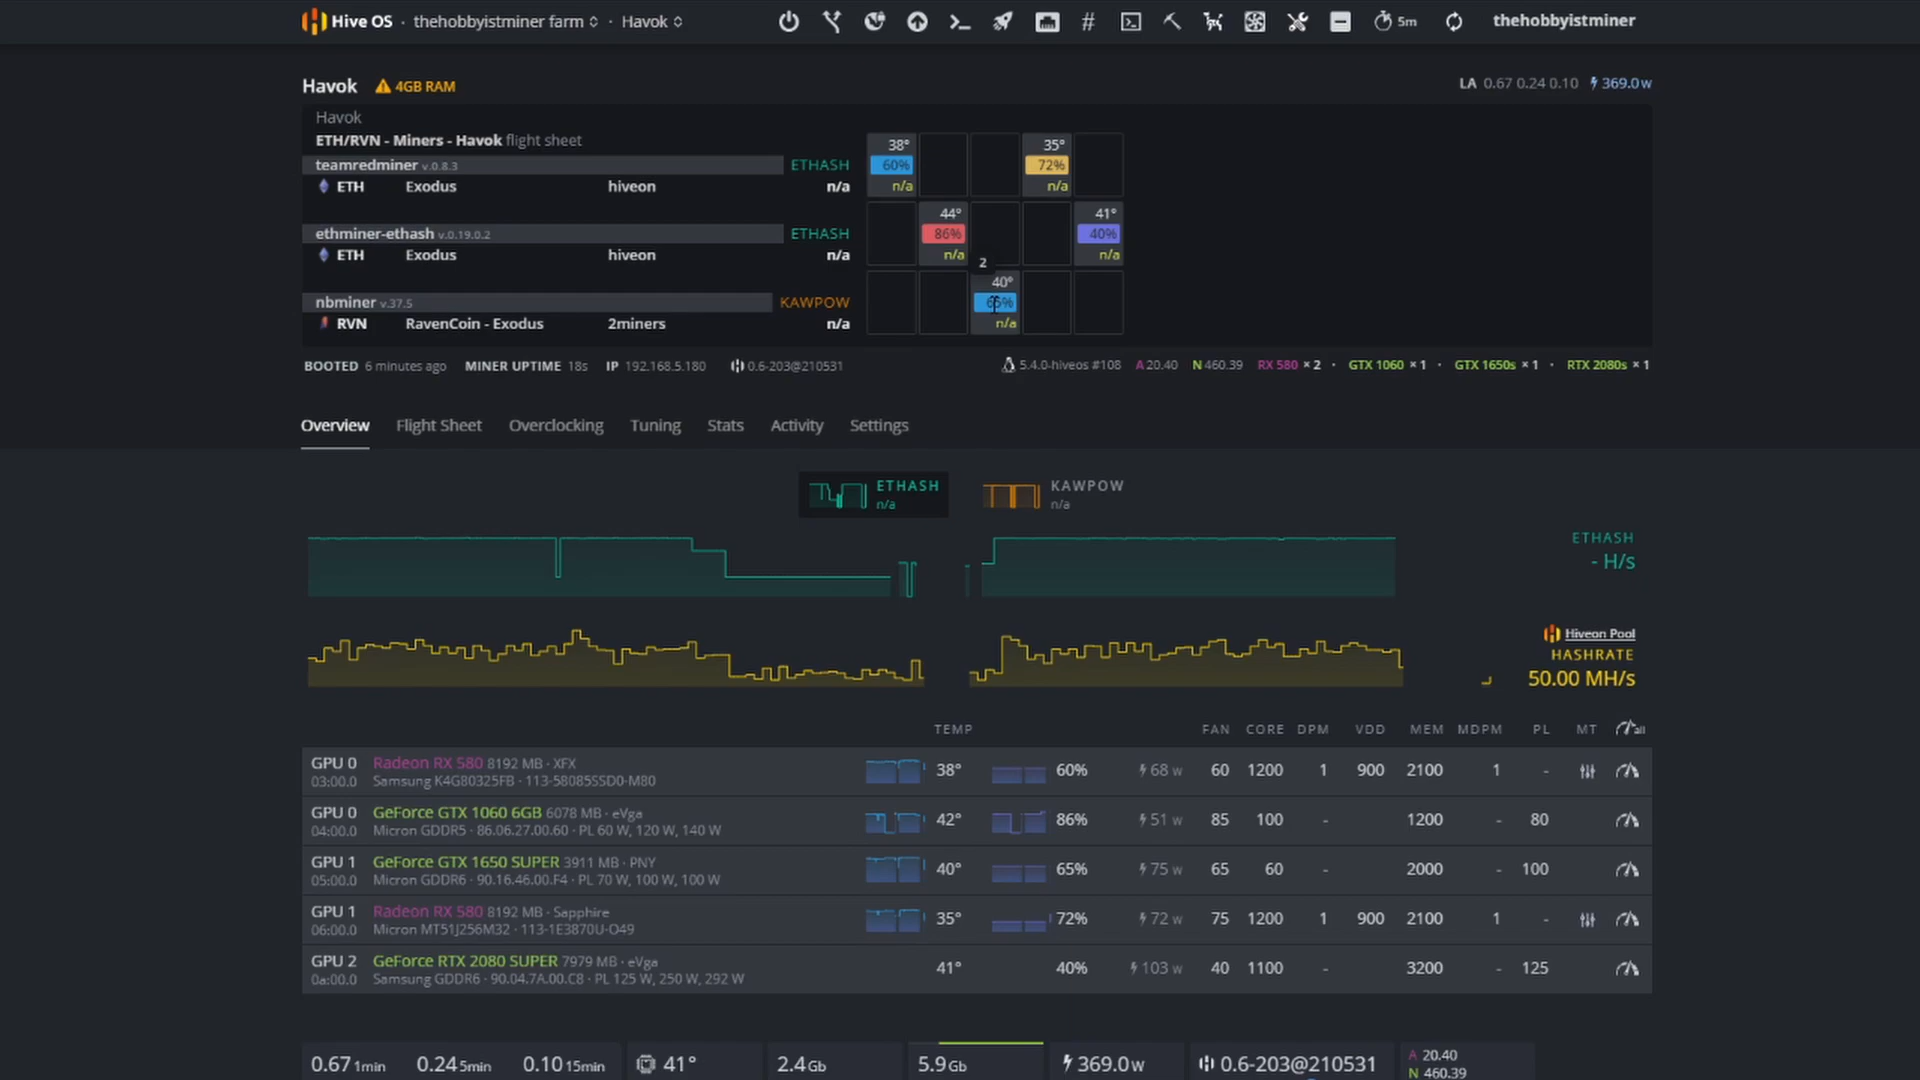 Hive OS · thehobbyistminer farm · Havok 5m thehobbyistminer
Havok 4GB RAM LA 0.67 0.24 0.10 369.0 w
Havok
ETH/RVN - Miners - Havok flight sheet
teamredminer v.0.8.3 ETHASH
ETH Exodus hiveon n/a
38° 35°
60% 72%
n/a n/a
ethminer-ethash v.0.19.0.2 ETHASH
ETH Exodus hiveon n/a
44° 41°
86% 40%
n/a n/a
2
nbminer v.37.5 KAWPOW
RVN RavenCoin - Exodus 2miners n/a
40°
65%
n/a
BOOTED 6 minutes ago MINER UPTIME 18s IP 192.168.5.180 0.6-203@210531 5.4.0-hiveos #108 A 20.40 N 460.39 RX 580 × 2 · GTX 1060 × 1 · GTX 1650s × 1 · RTX 2080s × 1
Overview Flight Sheet Overclocking Tuning Stats Activity Settings
ETHASH KAWPOW
n/a n/a
ETHASH
- H/s
Hiveon Pool
HASHRATE
50.00 MH/s
TEMP FAN CORE DPM VDD MEM MDPM PL MT all
GPU 0 Radeon RX 580 8192 MB · XFX 38° 60% 68 w 60 1200 1 900 2100 1 -
03:00.0 Samsung K4G80325FB · 113-58085SSD0-M80
GPU 0 GeForce GTX 1060 6GB 6078 MB · eVga 42° 86% 51 w 85 100 - 1200 - 80
04:00.0 Micron GDDR5 · 86.06.27.00.60 · PL 60 W, 120 W, 140 W
GPU 1 GeForce GTX 1650 SUPER 3911 MB · PNY 40° 65% 75 w 65 60 - 2000 - 100
05:00.0 Micron GDDR6 · 90.16.46.00.F4 · PL 70 W, 100 W, 100 W
GPU 1 Radeon RX 580 8192 MB · Sapphire 35° 72% 72 w 75 1200 1 900 2100 1 -
06:00.0 Micron MT51J256M32 · 113-1E3870U-O49
GPU 2 GeForce RTX 2080 SUPER 7979 MB · eVga 41° 40% 103 w 40 1100 - 3200 - 125
0a:00.0 Samsung GDDR6 · 90.04.7A.00.C8 · PL 125 W, 250 W, 292 W
0.67 1min 0.24 5min 0.10 15min 41° 2.4 Gb 5.9 Gb 369.0 w 0.6-203@210531 A 20.40
N 460.39